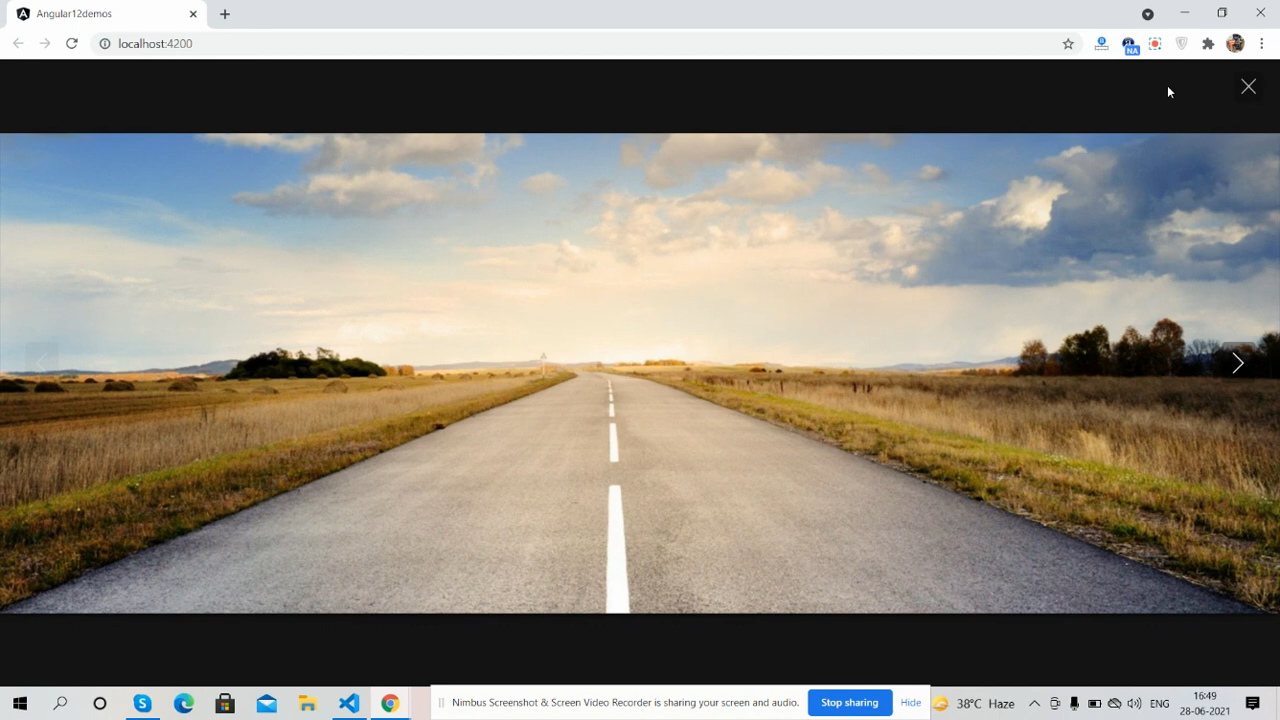 Angular12demos
localhost:4200
NA
Nimbus Screenshot & Screen Video Recorder is sharing your screen and audio.
Stop sharing
Hide
38°C Haze
ENG
16:49
28-06-2021